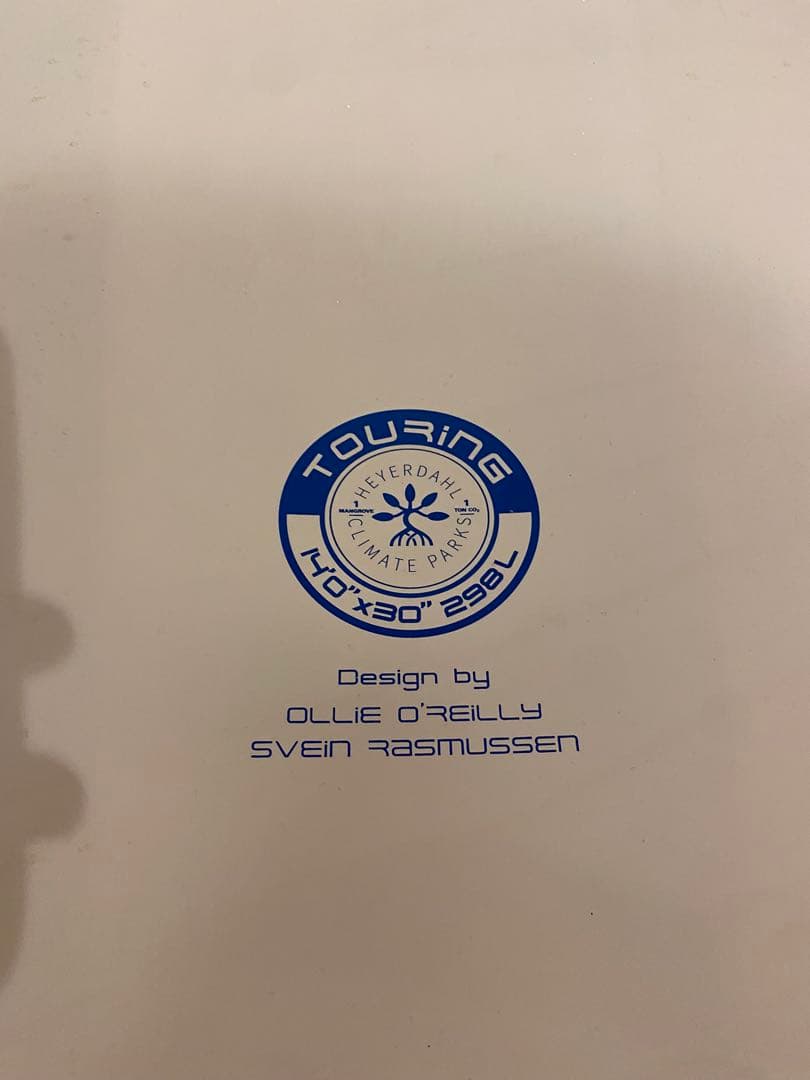 TOURING
HEYERDAHL
1 MANGROVE
1 TON CO₂
CLIMATE PARKS
14'0"x30" 298L
Design by
OLLIE O'REILLY
SVEIN RASMUSSEN